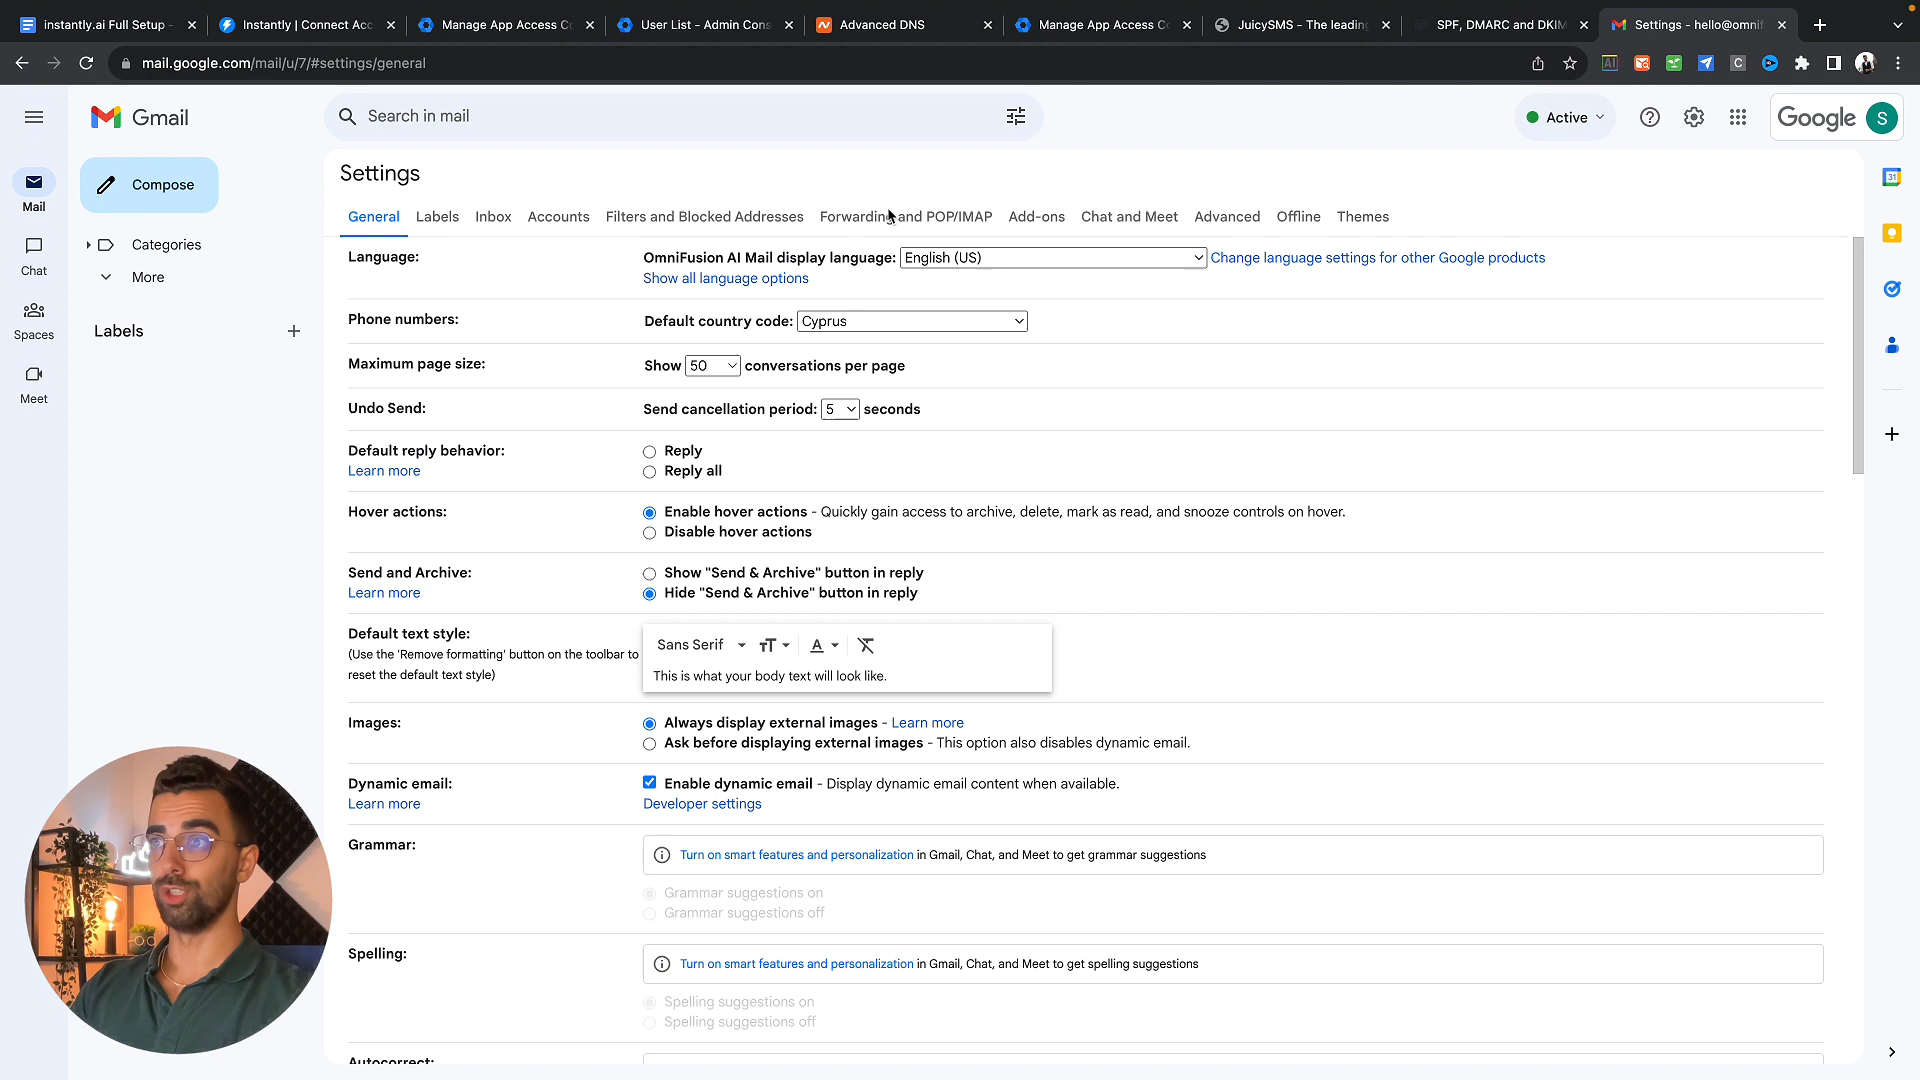 instantly.ai Full Setup -
Instantly | Connect Acc
Manage App Access Co
User List - Admin Cons
Advanced DNS
Manage App Access Co
JuicySMS - The leading
SPF, DMARC and DKIM
Settings - hello@omnif
mail.google.com/mail/u/7/#settings/general
Gmail
Search in mail
Active
Google
S
Compose
Mail
Chat
Spaces
Meet
Categories
More
Labels
Settings
General
Labels
Inbox
Accounts
Filters and Blocked Addresses
Forwarding and POP/IMAP
Add-ons
Chat and Meet
Advanced
Offline
Themes
Language:
OmniFusion AI Mail display language: English (US) Change language settings for other Google products
Show all language options
Phone numbers:
Default country code: Cyprus
Maximum page size:
Show 50 conversations per page
Undo Send:
Send cancellation period: 5 seconds
Default reply behavior:
Learn more
Reply
Reply all
Hover actions:
Enable hover actions - Quickly gain access to archive, delete, mark as read, and snooze controls on hover.
Disable hover actions
Send and Archive:
Learn more
Show "Send & Archive" button in reply
Hide "Send & Archive" button in reply
Default text style:
(Use the 'Remove formatting' button on the toolbar to
reset the default text style)
Sans Serif
This is what your body text will look like.
Images:
Always display external images - Learn more
Ask before displaying external images - This option also disables dynamic email.
Dynamic email:
Learn more
Enable dynamic email - Display dynamic email content when available.
Developer settings
Grammar:
Turn on smart features and personalization in Gmail, Chat, and Meet to get grammar suggestions
Grammar suggestions on
Grammar suggestions off
Spelling:
Turn on smart features and personalization in Gmail, Chat, and Meet to get spelling suggestions
Spelling suggestions on
Spelling suggestions off
Autocorrect: